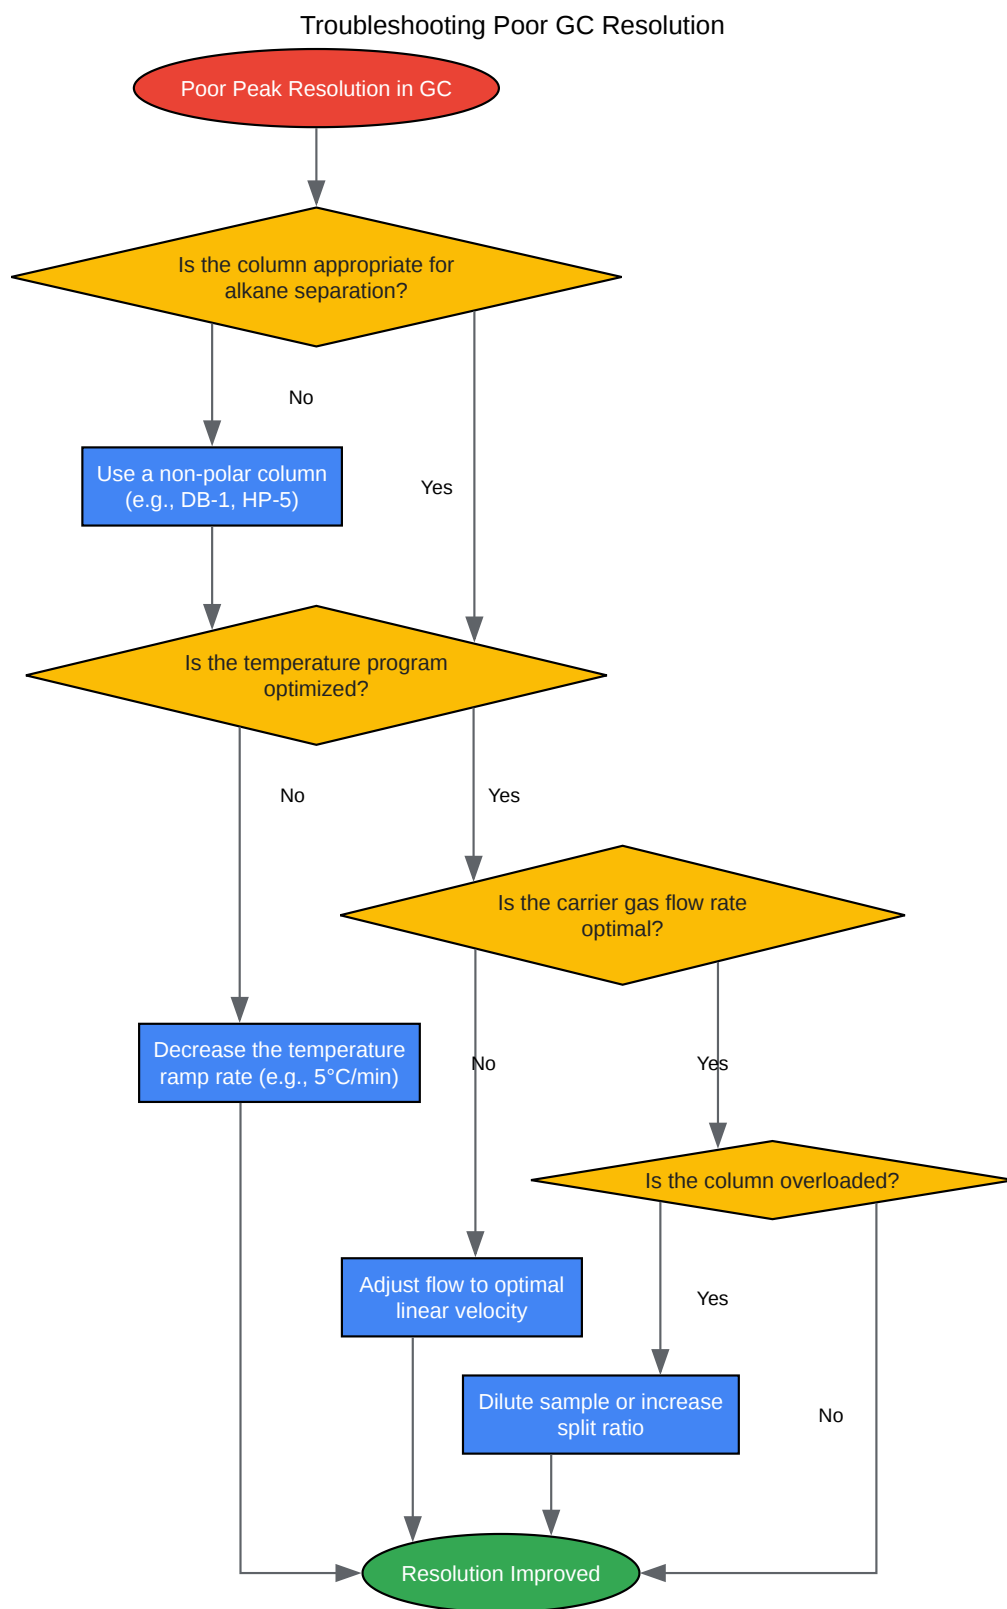 Troubleshooting Poor GC Resolution
Poor Peak Resolution in GC
Is the column appropriate for
alkane separation?
No
Use a non-polar column
(e.g., DB-1, HP-5)
Yes
Is the temperature program
optimized?
No
Yes
Is the carrier gas flow rate
optimal?
Decrease the temperature
ramp rate (e.g., 5°C/min)
No
Yes
Is the column overloaded?
Adjust flow to optimal
linear velocity
Yes
Dilute sample or increase
split ratio
No
Resolution Improved